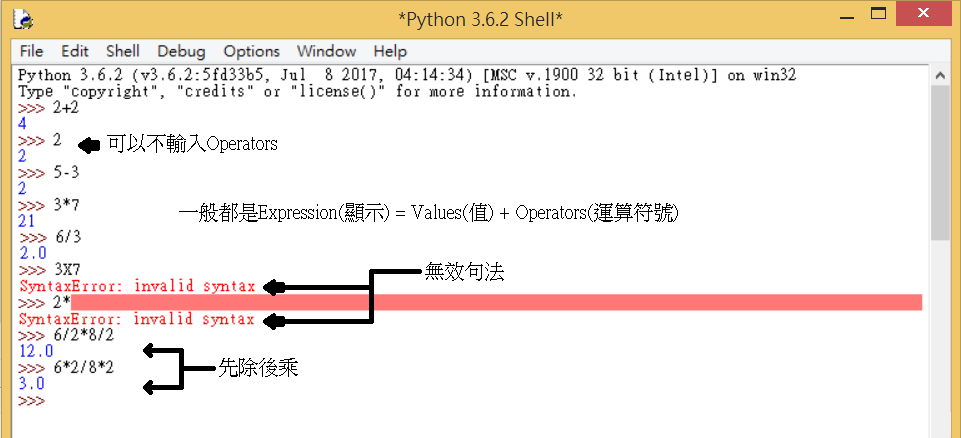 *Python 3.6.2 Shell*
File Edit Shell Debug Options Window Help
Python 3.6.2 (v3.6.2:5fd33b5, Jul  8 2017, 04:14:34) [MSC v.1900 32 bit (Intel)] on win32
Type "copyright", "credits" or "license()" for more information.
>>> 2+2
4
>>> 2 可以不輸入Operators
2
>>> 5-3
2
>>> 3*7
一般都是Expression(顯示) = Values(值) + Operators(運算符號)
21
>>> 6/3
2.0
>>> 3X7 無效句法
SyntaxError: invalid syntax
>>> 2*
SyntaxError: invalid syntax
>>> 6/2*8/2
12.0
>>> 6*2/8*2 先除後乘
3.0
>>>